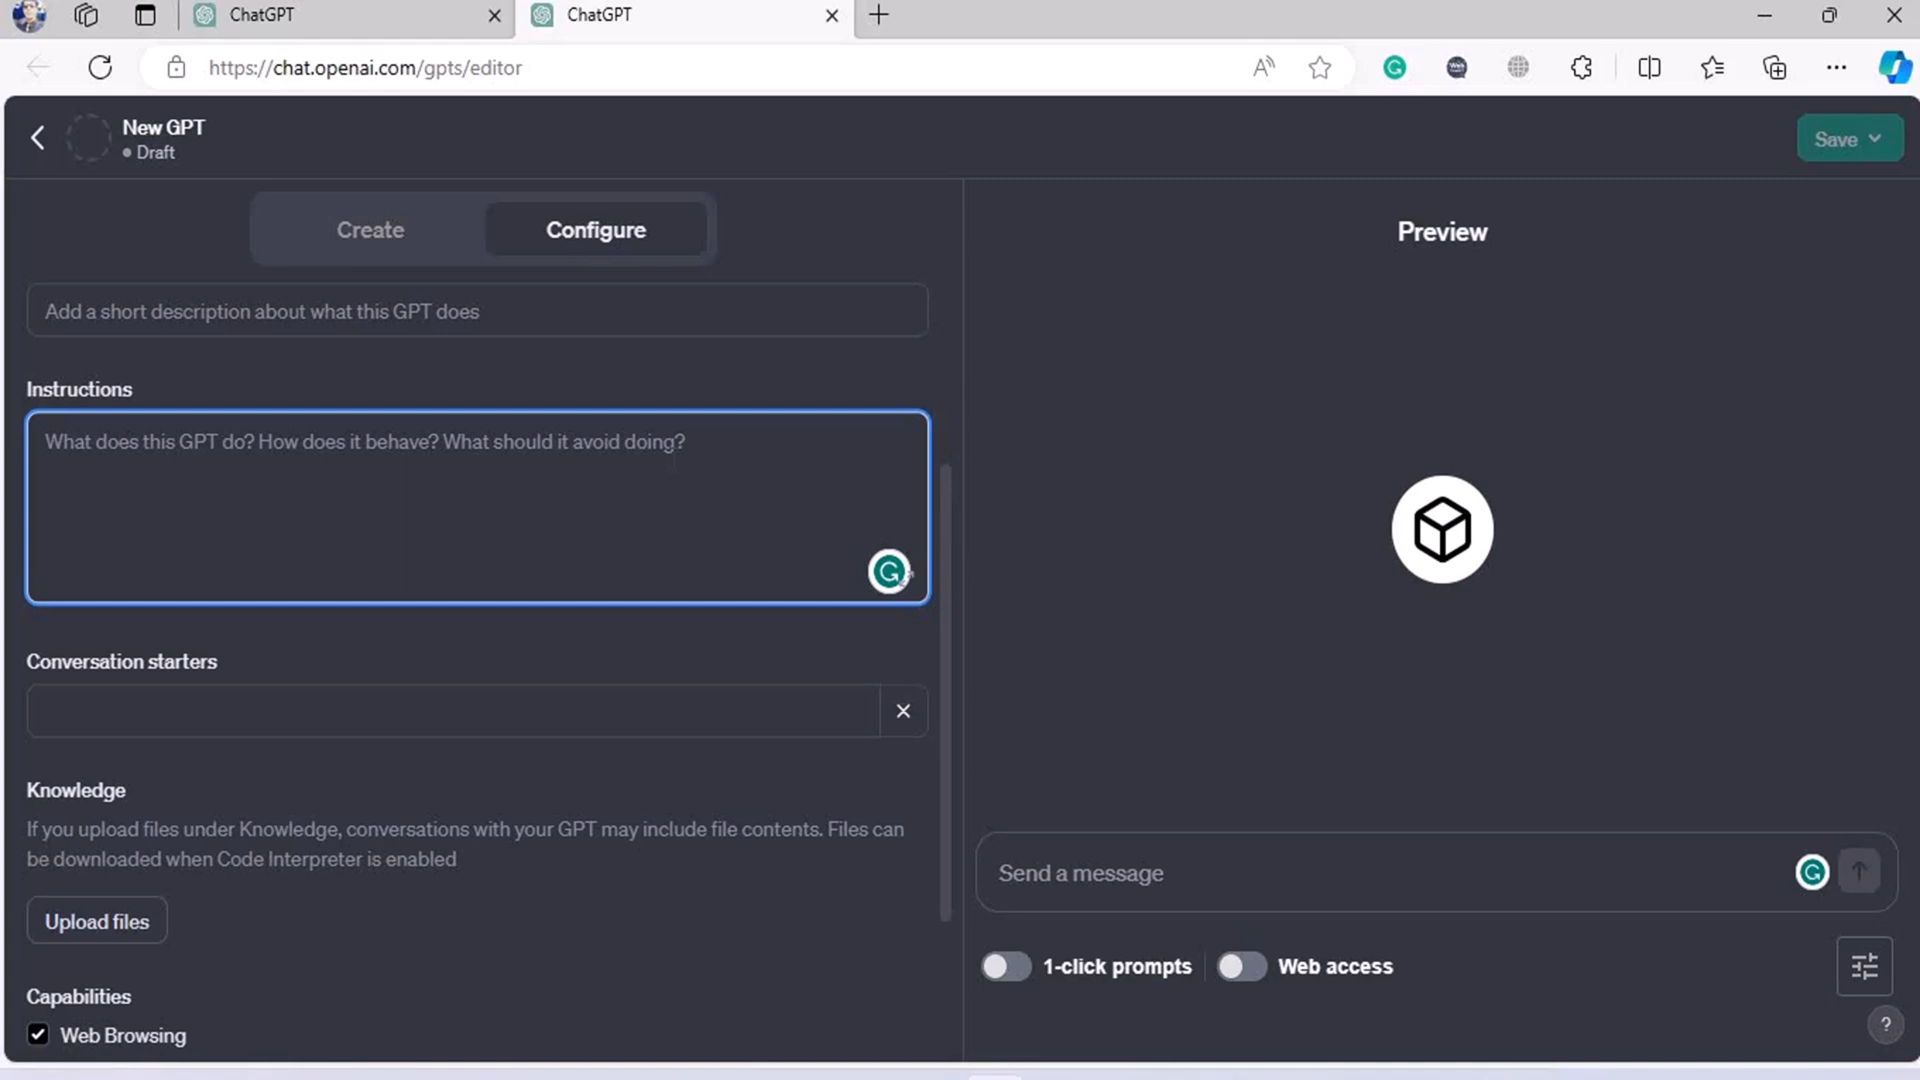 ChatGPT
ChatGPT
https://chat.openai.com/gpts/editor
New GPT
Draft
Save
Create
Configure
Preview
Add a short description about what this GPT does
Instructions
What does this GPT do? How does it behave? What should it avoid doing?
Conversation starters
Knowledge
If you upload files under Knowledge, conversations with your GPT may include file contents. Files can
be downloaded when Code Interpreter is enabled
Send a message
Upload files
1-click prompts
Web access
Capabilities
Web Browsing
?